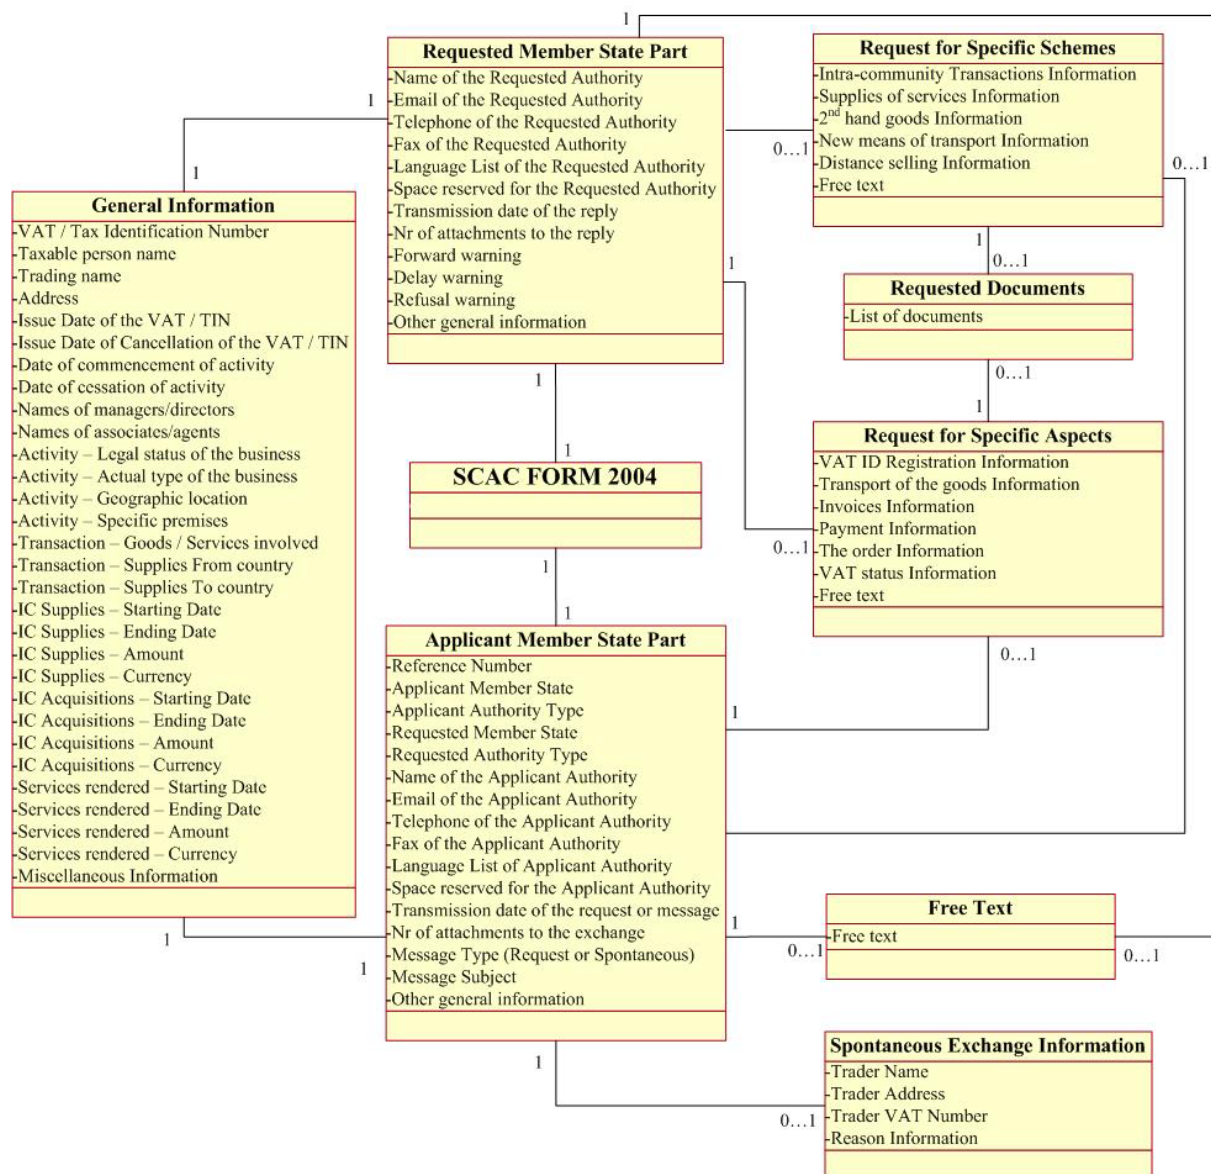 1
Requested Member State Part
-Name of the Requested Authority
-Email of the Requested Authority
-Telephone of the Requested Authority
-Fax of the Requested Authority
-Language List of the Requested Authority
-Space reserved for the Requested Authority
-Transmission date of the reply
-Nr of attachments to the reply
-Forward warning
-Delay warning
-Refusal warning
-Other general information
Request for Specific Schemes
-Intra-community Transactions Information
-Supplies of services Information
-2nd hand goods Information
-New means of transport Information
-Distance selling Information
-Free text
1
1
1
0…1
0…1
General Information
-VAT / Tax Identification Number
-Taxable person name
-Trading name
-Address
-Issue Date of the VAT / TIN
-Issue Date of Cancellation of the VAT / TIN
-Date of commencement of activity
-Date of cessation of activity
-Names of managers/directors
-Names of associates/agents
-Activity – Legal status of the business
-Activity – Actual type of the business
-Activity – Geographic location
-Activity – Specific premises
-Transaction – Goods / Services involved
-Transaction – Supplies From country
-Transaction – Supplies To country
-IC Supplies – Starting Date
-IC Supplies – Ending Date
-IC Supplies – Amount
-IC Supplies – Currency
-IC Acquisitions – Starting Date
-IC Acquisitions – Ending Date
-IC Acquisitions – Amount
-IC Acquisitions – Currency
-Services rendered – Starting Date
-Services rendered – Ending Date
-Services rendered – Amount
-Services rendered – Currency
-Miscellaneous Information
1
0…1
1
Requested Documents
-List of documents
1
0…1
1
Request for Specific Aspects
-VAT ID Registration Information
-Transport of the goods Information
-Invoices Information
-Payment Information
-The order Information
-VAT status Information
-Free text
1
SCAC FORM 2004
0…1
1
1
0…1
Applicant Member State Part
-Reference Number
-Applicant Member State
-Applicant Authority Type
-Requested Member State
-Requested Authority Type
-Name of the Applicant Authority
-Email of the Applicant Authority
-Telephone of the Applicant Authority
-Fax of the Applicant Authority
-Language List of Applicant Authority
-Space reserved for the Applicant Authority
-Transmission date of the request or message
-Nr of attachments to the exchange
-Message Type (Request or Spontaneous)
-Message Subject
-Other general information
1
1
Free Text
-Free text
1
1
0…1
0…1
1
1
Spontaneous Exchange Information
-Trader Name
-Trader Address
-Trader VAT Number
-Reason Information
0…1